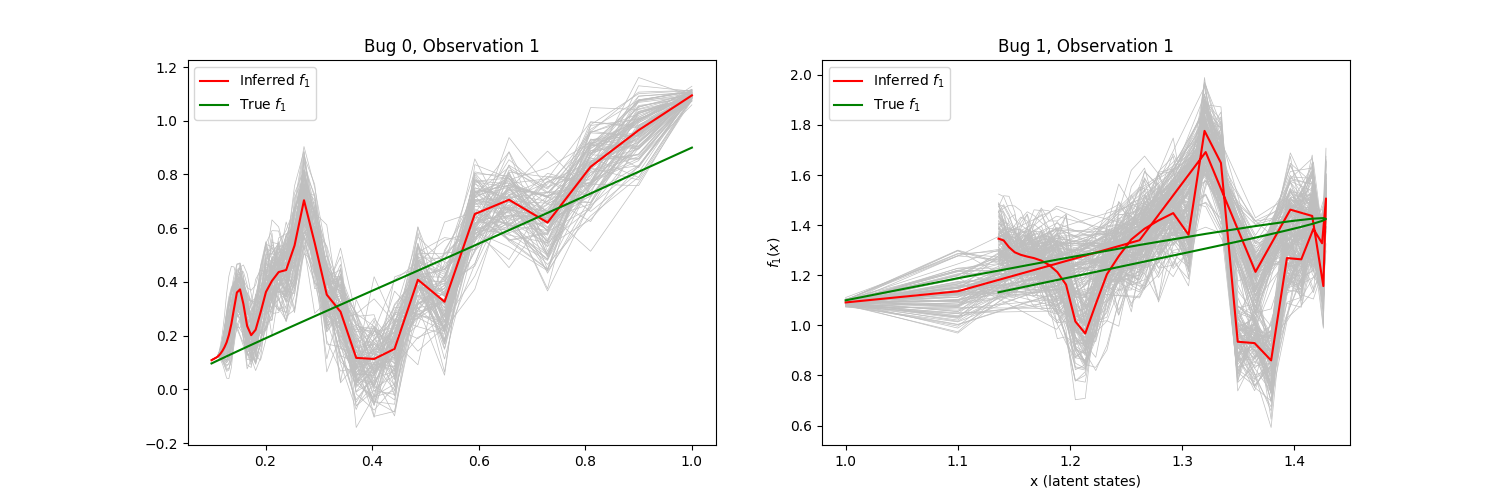 Bug 0, Observation 1
Inferred f₁
True f₁
1.2
1.0
0.8
0.6
0.4
0.2
0.0
−0.2
0.2 0.4 0.6 0.8 1.0
Bug 1, Observation 1
Inferred f₁
True f₁
f₁(x)
2.0
1.8
1.6
1.4
1.2
1.0
0.8
0.6
1.0 1.1 1.2 1.3 1.4
x (latent states)